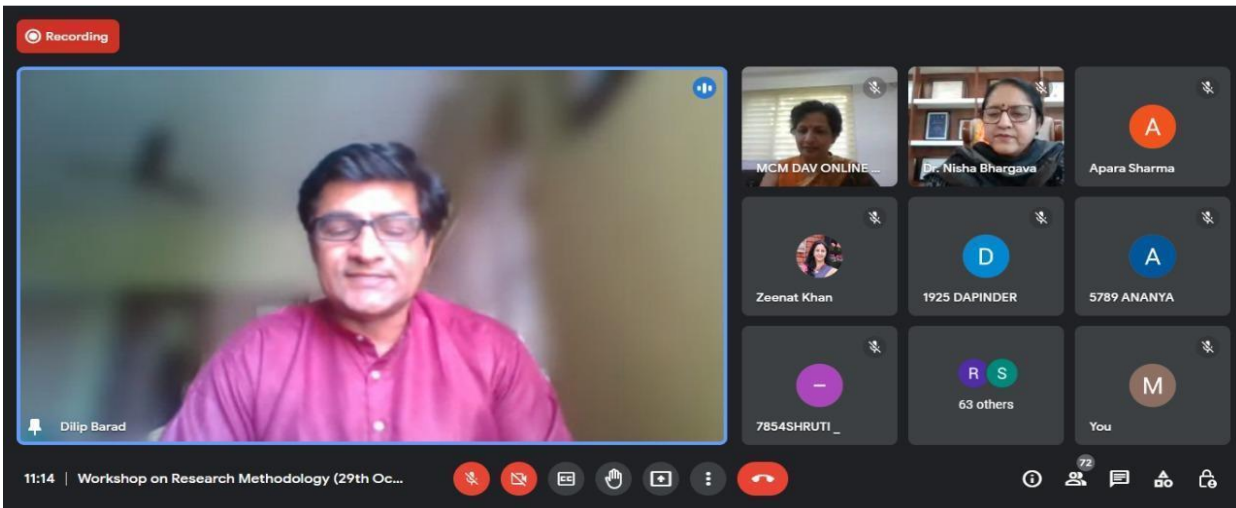 Recording
MCM DAV ONLINE ...
Dr. Nisha Bhargava
A
Apara Sharma
Zeenat Khan
D
1925 DAPINDER
A
5789 ANANYA
Dilip Barad
–
7854SHRUTI _
R S
63 others
M
You
11:14 | Workshop on Research Methodology (29th Oc...
CC
72